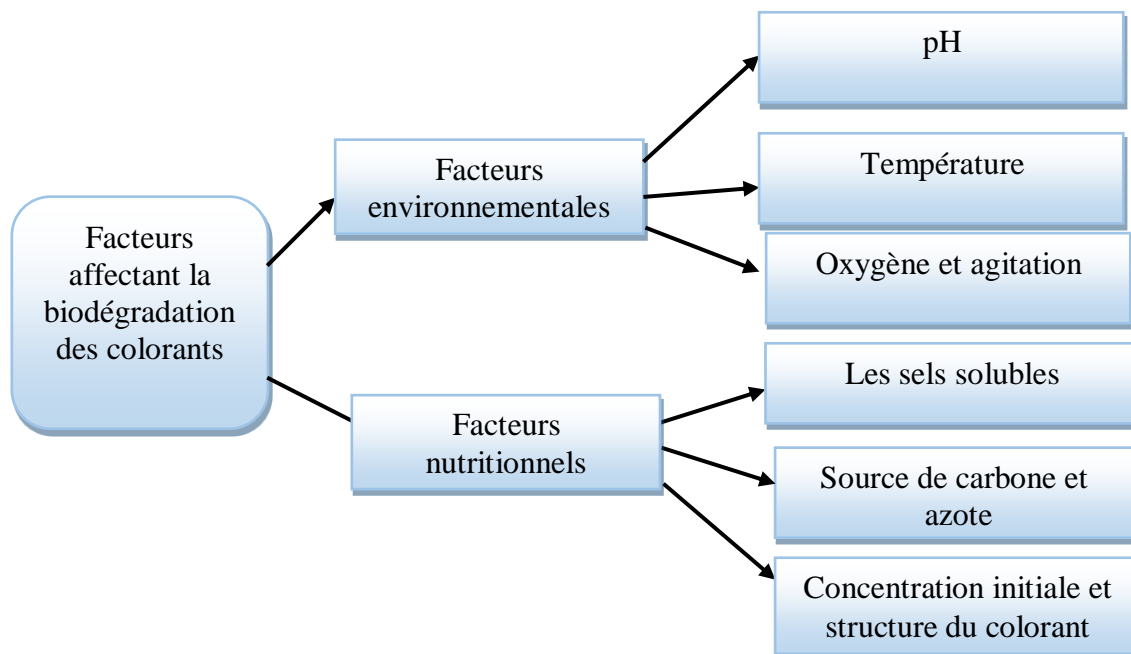 Facteurs
affectant la
biodégradation
des colorants
Facteurs
environnementales
pH
Température
Oxygène et agitation
Facteurs
nutritionnels
Les sels solubles
Source de carbone et
azote
Concentration initiale et
structure du colorant